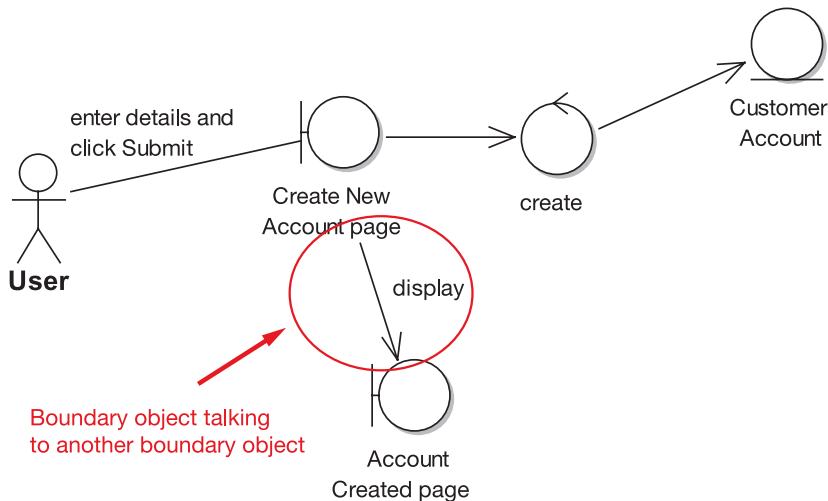 enter details and
click Submit
User
Create New
Account page
create
Customer
Account
display
Boundary object talking
to another boundary object
Account
Created page